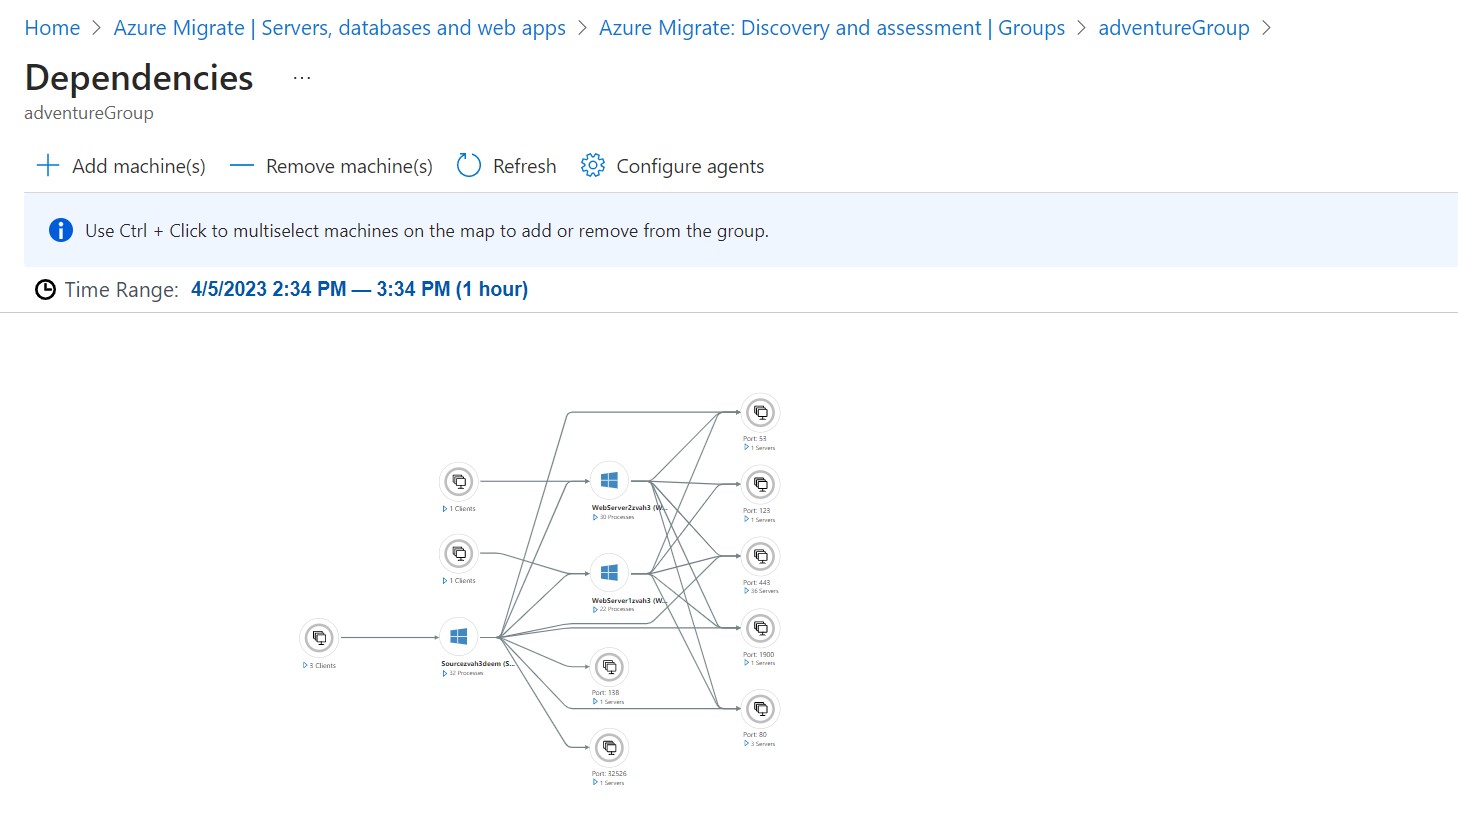 Home > Azure Migrate | Servers, databases and web apps > Azure Migrate: Discovery and assessment | Groups > adventureGroup >
Dependencies ...
adventureGroup
Add machine(s) Remove machine(s) Refresh Configure agents
Use Ctrl + Click to multiselect machines on the map to add or remove from the group.
Time Range: 4/5/2023 2:34 PM — 3:34 PM (1 hour)
Port: 53
1 Servers
1 Clients
WebServer2zvah3 (W...
30 Processes
Port: 123
1 Servers
1 Clients
WebServer1zvah3 (W...
22 Processes
Port: 443
36 Servers
3 Clients
Sourcezvah3deem (S...
32 Processes
Port: 1900
1 Servers
Port: 138
1 Servers
Port: 80
3 Servers
Port: 32526
1 Servers